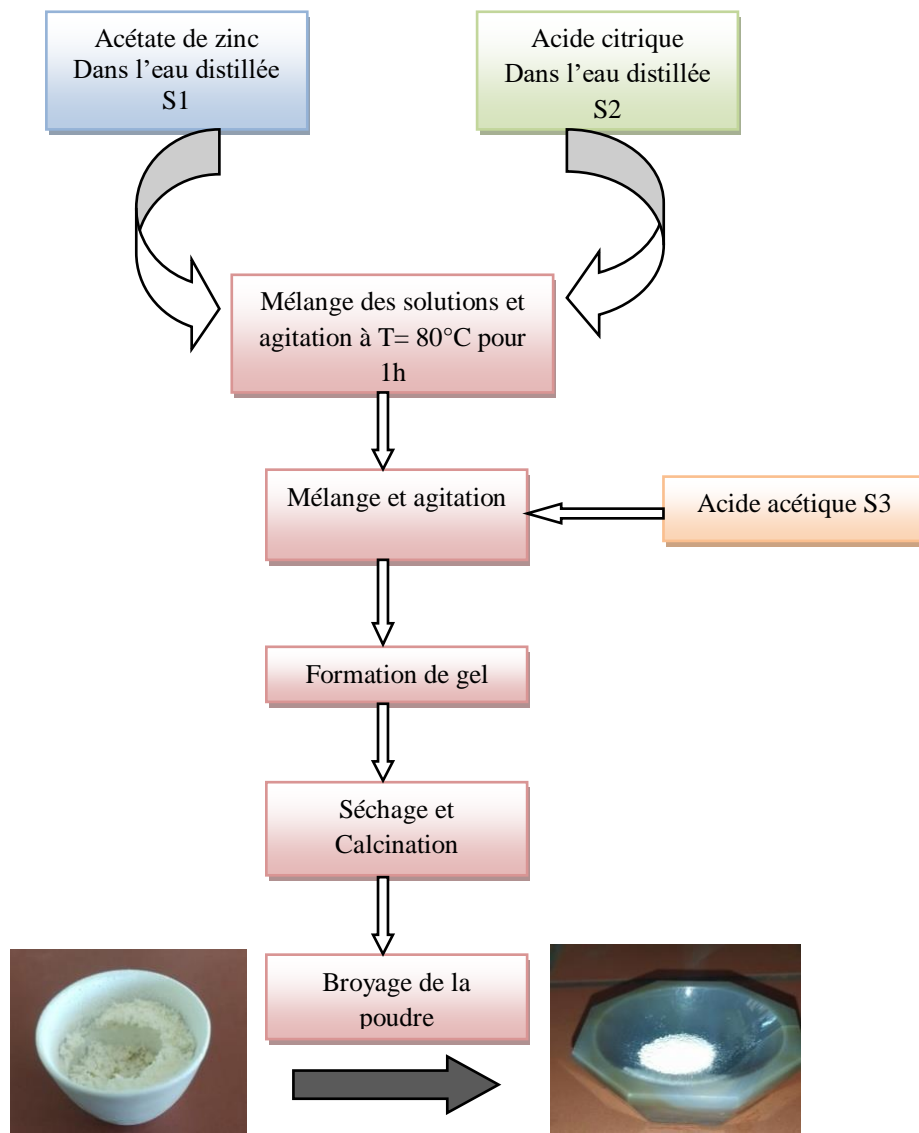 Acétate de zinc
Dans l’eau distillée
S1
Acide citrique
Dans l’eau distillée
S2
Mélange des solutions et
agitation à T= 80°C pour
1h
Mélange et agitation
Acide acétique S3
Formation de gel
Séchage et
Calcination
Broyage de la
poudre